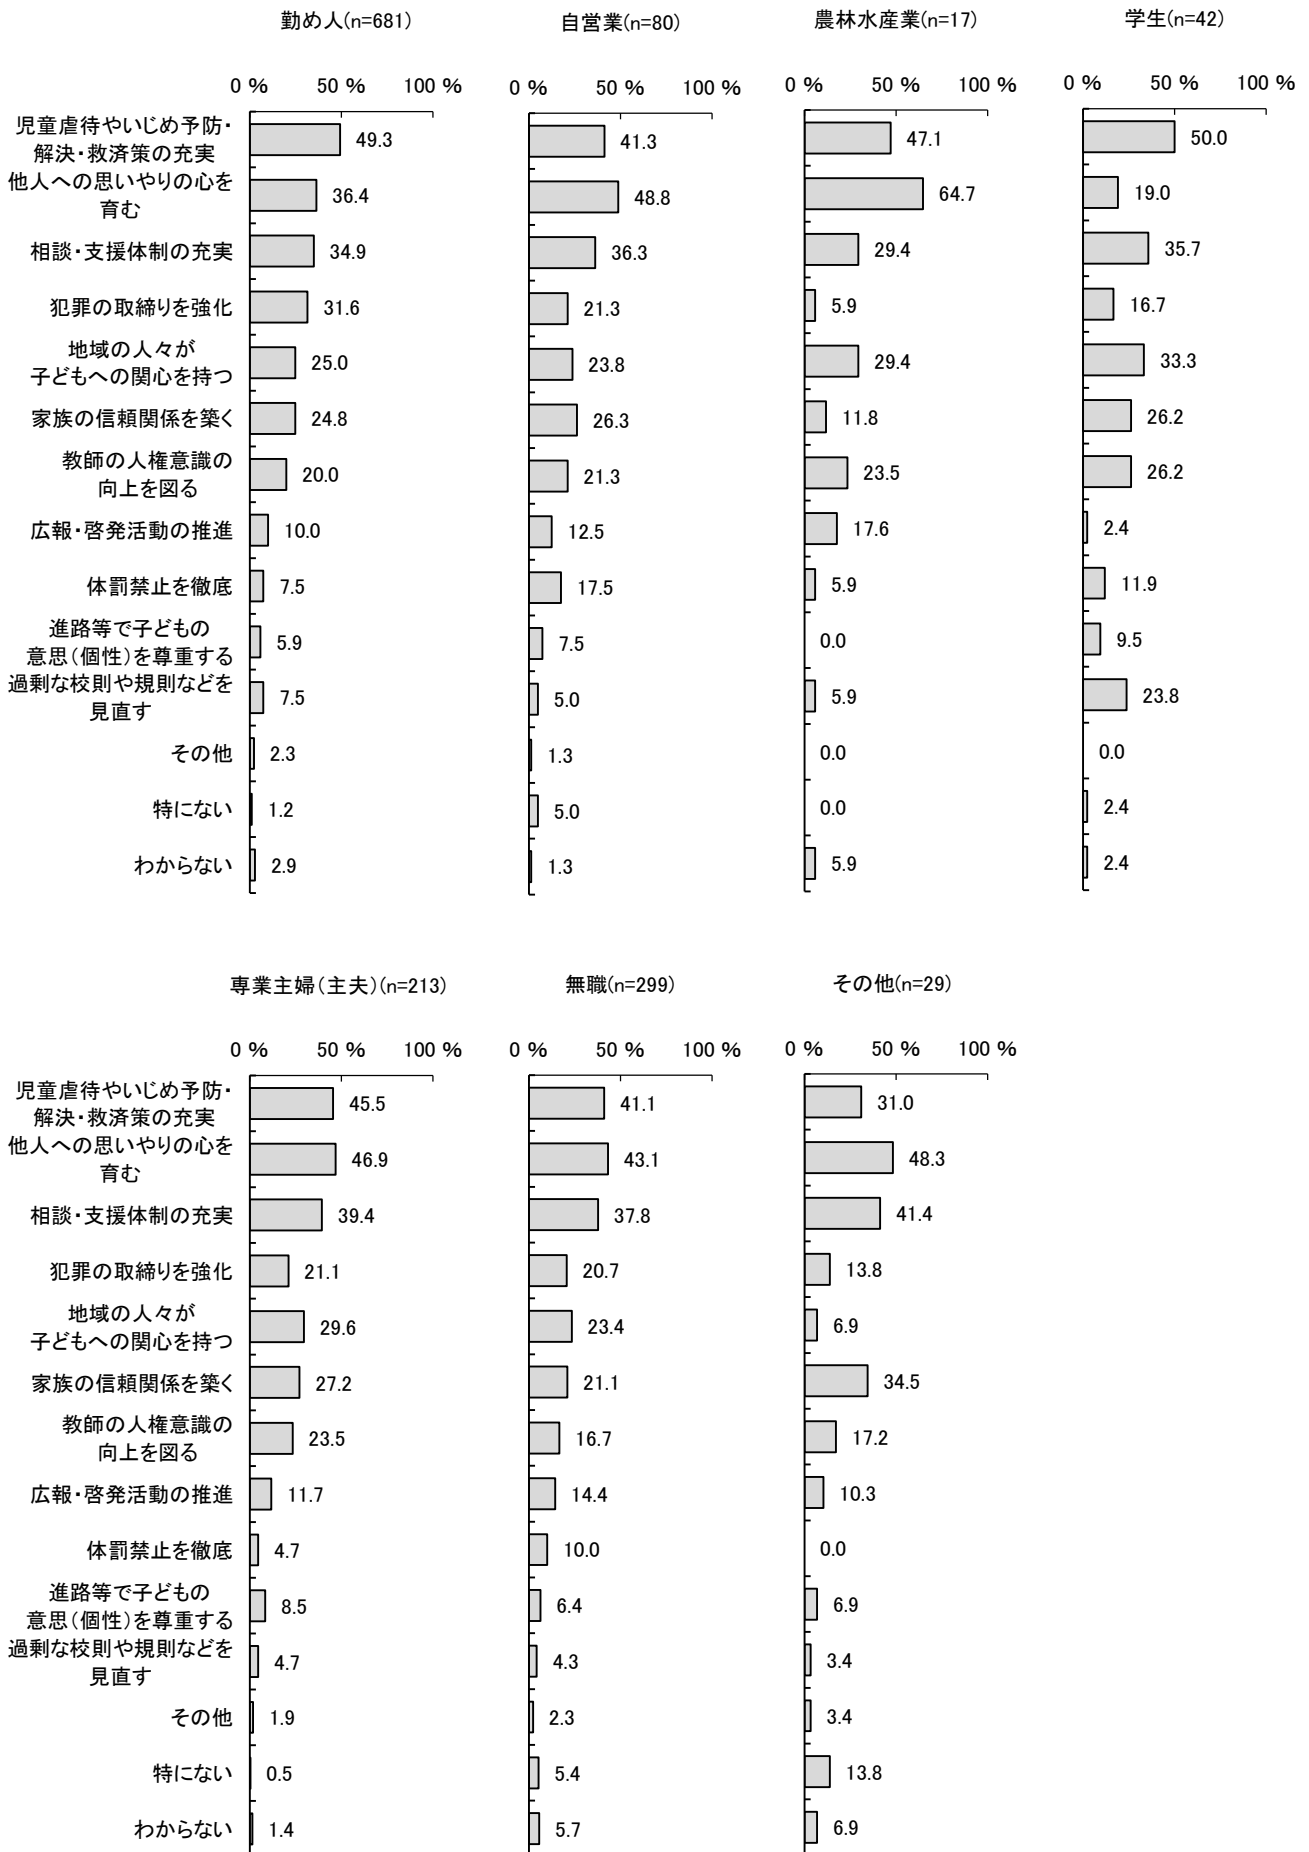 勤め人(n=681)
自営業(n=80)
農林水産業(n=17)
学生(n=42)
0 % 50 % 100 %
0 % 50 % 100 %
0 % 50 % 100 %
0 % 50 % 100 %
児童虐待やいじめ予防・
解決・救済策の充実
49.3 41.3 47.1 50.0
他人への思いやりの心を
育む
36.4 48.8 64.7 19.0
相談・支援体制の充実 34.9 36.3 29.4 35.7
犯罪の取締りを強化 31.6 21.3 5.9 16.7
地域の人々が
子どもへの関心を持つ
25.0 23.8 29.4 33.3
家族の信頼関係を築く 24.8 26.3 11.8 26.2
教師の人権意識の
向上を図る
20.0 21.3 23.5 26.2
広報・啓発活動の推進 10.0 12.5 17.6 2.4
体罰禁止を徹底 7.5 17.5 5.9 11.9
進路等で子どもの
意思(個性)を尊重する
5.9 7.5 0.0 9.5
過剰な校則や規則などを
見直す
7.5 5.0 5.9 23.8
その他 2.3 1.3 0.0 0.0
特にない 1.2 5.0 0.0 2.4
わからない 2.9 1.3 5.9 2.4
専業主婦(主夫)(n=213)
無職(n=299)
その他(n=29)
0 % 50 % 100 %
0 % 50 % 100 %
0 % 50 % 100 %
児童虐待やいじめ予防・
解決・救済策の充実
45.5 41.1 31.0
他人への思いやりの心を
育む
46.9 43.1 48.3
相談・支援体制の充実 39.4 37.8 41.4
犯罪の取締りを強化 21.1 20.7 13.8
地域の人々が
子どもへの関心を持つ
29.6 23.4 6.9
家族の信頼関係を築く 27.2 21.1 34.5
教師の人権意識の
向上を図る
23.5 16.7 17.2
広報・啓発活動の推進 11.7 14.4 10.3
体罰禁止を徹底 4.7 10.0 0.0
進路等で子どもの
意思(個性)を尊重する
8.5 6.4 6.9
過剰な校則や規則などを
見直す
4.7 4.3 3.4
その他 1.9 2.3 3.4
特にない 0.5 5.4 13.8
わからない 1.4 5.7 6.9